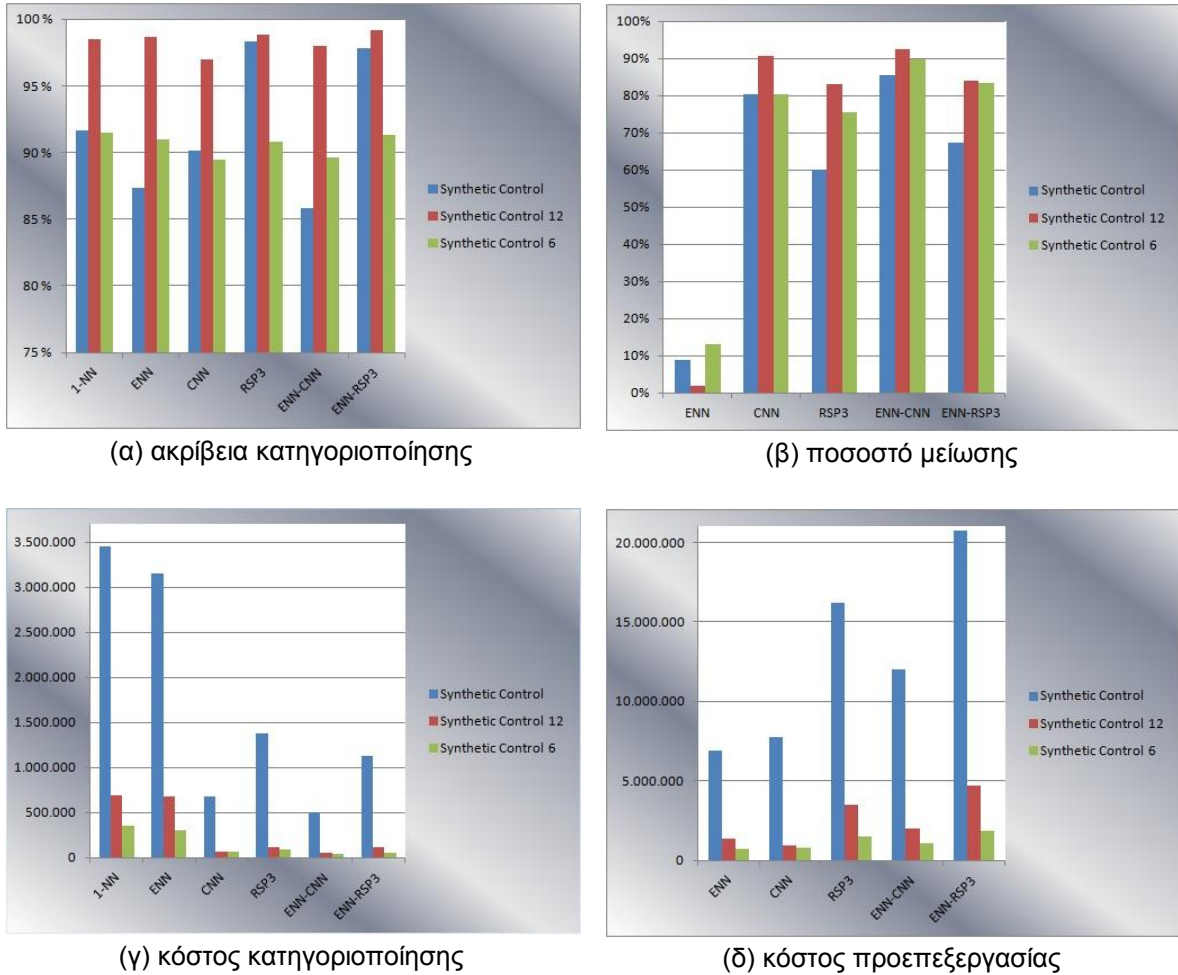 100 %
95 %
90 %
85 %
80 %
75 %
1-NN
ENN
CNN
RSP3
ENN-CNN
ENN-RSP3
Synthetic Control
Synthetic Control 12
Synthetic Control 6
(α) ακρίβεια κατηγοριοποίησης
100%
90%
80%
70%
60%
50%
40%
30%
20%
10%
0%
ENN
CNN
RSP3
ENN-CNN
ENN-RSP3
Synthetic Control
Synthetic Control 12
Synthetic Control 6
(β) ποσοστό μείωσης
3.500.000
3.000.000
2.500.000
2.000.000
1.500.000
1.000.000
500.000
0
1-NN
ENN
CNN
RSP3
ENN-CNN
ENN-RSP3
Synthetic Control
Synthetic Control 12
Synthetic Control 6
(γ) κόστος κατηγοριοποίησης
20.000.000
15.000.000
10.000.000
5.000.000
0
ENN
CNN
RSP3
ENN-CNN
ENN-RSP3
Synthetic Control
Synthetic Control 12
Synthetic Control 6
(δ) κόστος προεπεξεργασίας